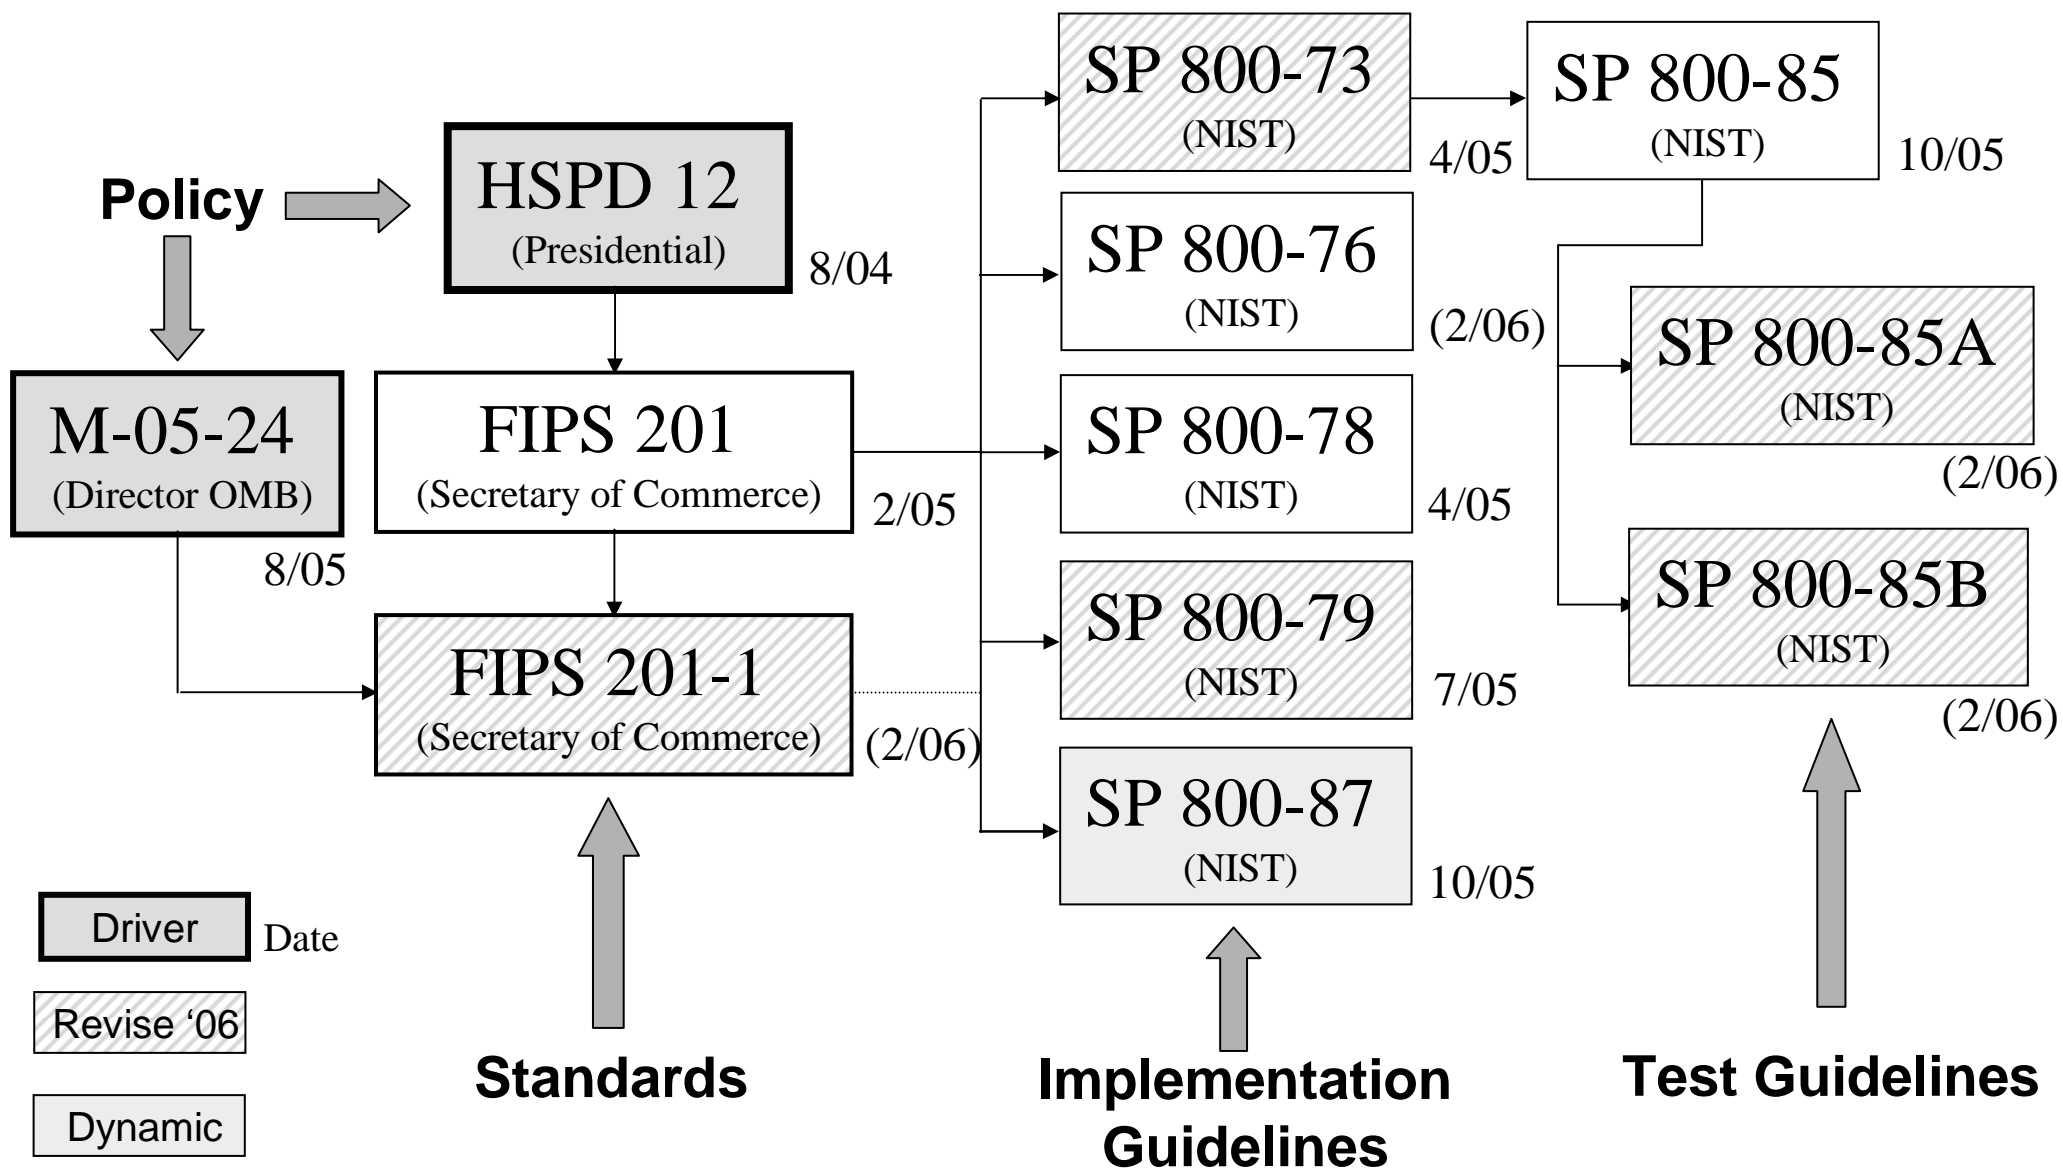 Policy
HSPD 12
(Presidential)
8/04
M-05-24
(Director OMB)
8/05
FIPS 201
(Secretary of Commerce)
2/05
FIPS 201-1
(Secretary of Commerce)
(2/06)
Standards
SP 800-73
(NIST)
4/05
SP 800-76
(NIST)
(2/06)
SP 800-78
(NIST)
4/05
SP 800-79
(NIST)
7/05
SP 800-87
(NIST)
10/05
Implementation
Guidelines
SP 800-85
(NIST)
10/05
SP 800-85A
(NIST)
(2/06)
SP 800-85B
(NIST)
(2/06)
Test Guidelines
Driver
Date
Revise ‘06
Dynamic